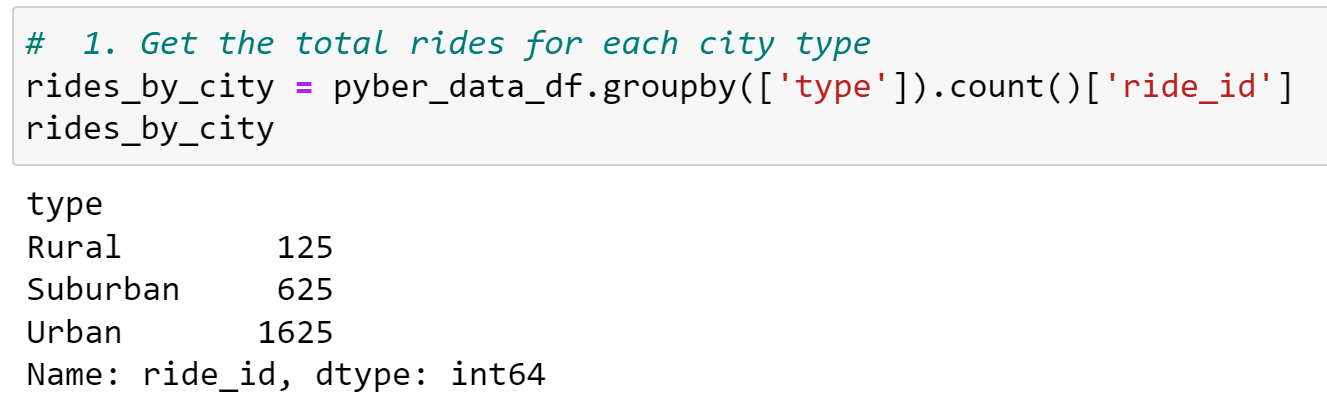 #  1. Get the total rides for each city type
rides_by_city = pyber_data_df.groupby(['type']).count()['ride_id']
rides_by_city
type
Rural        125
Suburban     625
Urban       1625
Name: ride_id, dtype: int64